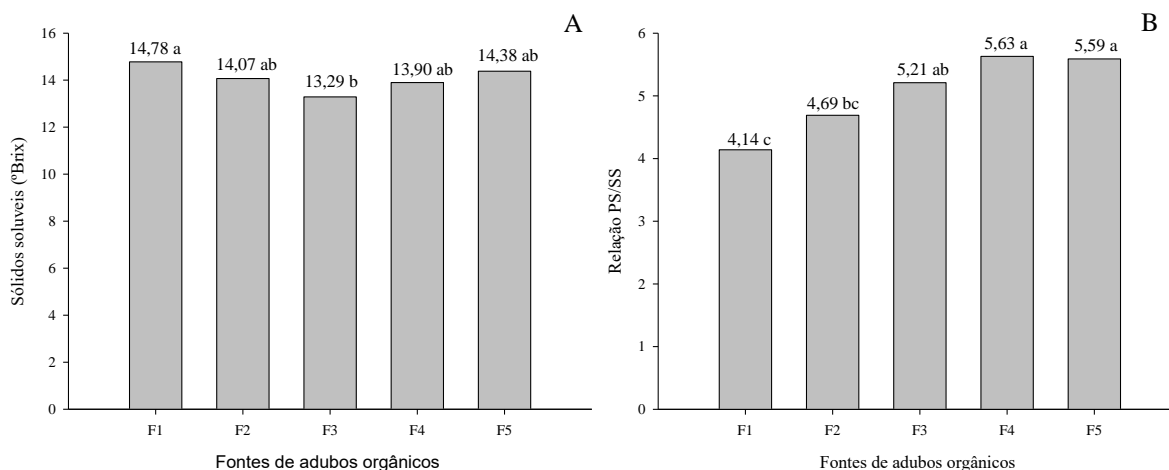 A
Sólidos soluveis (ºBrix)
16
14
12
10
8
6
4
2
0
14,78 a
14,07 ab
13,29 b
13,90 ab
14,38 ab
F1 F2 F3 F4 F5
Fontes de adubos orgânicos
B
Relação PS/SS
6
5
4
3
2
1
0
4,14 c
4,69 bc
5,21 ab
5,63 a
5,59 a
F1 F2 F3 F4 F5
Fontes de adubos orgânicos